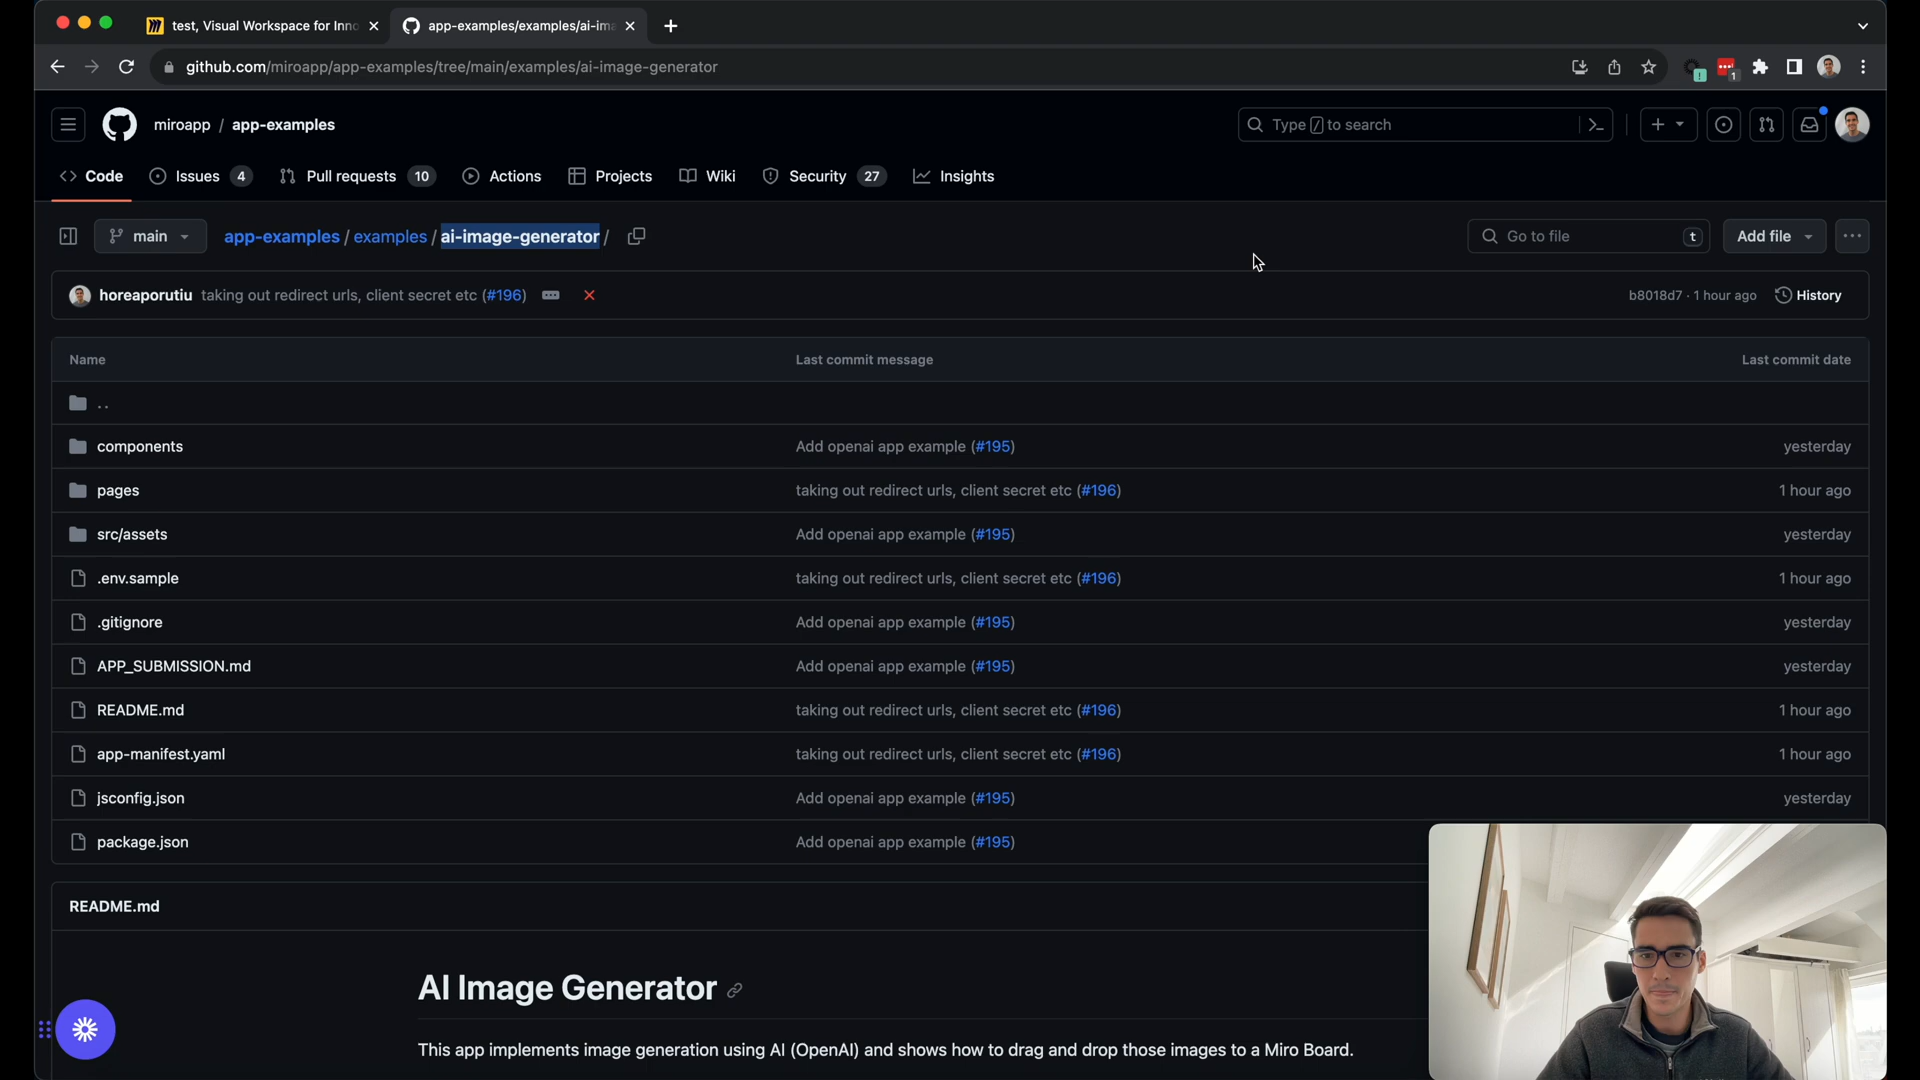 test, Visual Workspace for Inno
app-examples/examples/ai-ima
github.com/miroapp/app-examples/tree/main/examples/ai-image-generator
1
miroapp / app-examples
Type / to search
Code
Issues 4
Pull requests 10
Actions
Projects
Wiki
Security 27
Insights
main
app-examples / examples / ai-image-generator /
Go to file t
Add file
horeaporutiu taking out redirect urls, client secret etc (#196)
b8018d7 · 1 hour ago
History
Name Last commit message Last commit date
..
components Add openai app example (#195) yesterday
pages taking out redirect urls, client secret etc (#196) 1 hour ago
src/assets Add openai app example (#195) yesterday
.env.sample taking out redirect urls, client secret etc (#196) 1 hour ago
.gitignore Add openai app example (#195) yesterday
APP_SUBMISSION.md Add openai app example (#195) yesterday
README.md taking out redirect urls, client secret etc (#196) 1 hour ago
app-manifest.yaml taking out redirect urls, client secret etc (#196) 1 hour ago
jsconfig.json Add openai app example (#195) yesterday
package.json Add openai app example (#195)
README.md
AI Image Generator
This app implements image generation using AI (OpenAI) and shows how to drag and drop those images to a Miro Board.